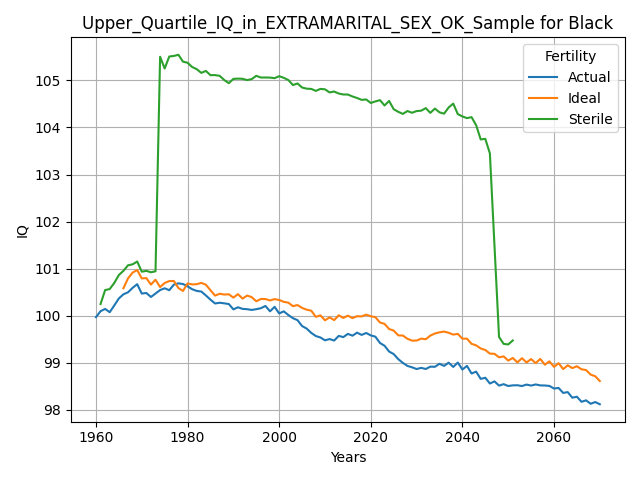 Upper_Quartile_IQ_in_EXTRAMARITAL_SEX_OK_Sample for Black
Fertility
Actual
Ideal
Sterile
105
104
103
102
101
100
99
98
IQ
1960
1980
2000
2020
2040
2060
Years